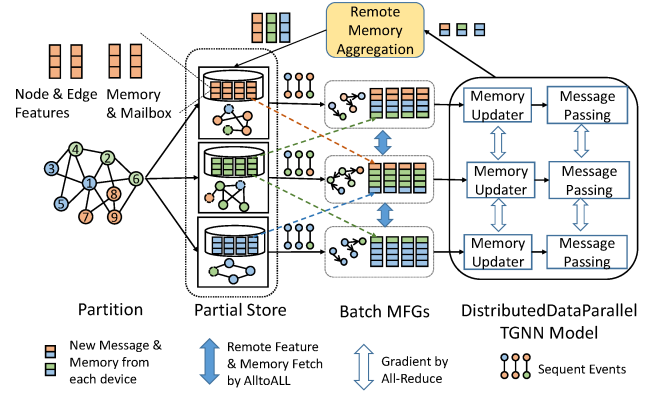 Remote
Memory
Aggregation
Node & Edge
Features
Memory
& Mailbox
Memory
Updater
Message
Passing
4
3
2
1
6
5
8
7
9
Memory
Updater
Message
Passing
Memory
Updater
Message
Passing
Partition
Partial Store
Batch MFGs
DistributedDataParallel
TGNN Model
New Message &
Memory from
each device
Remote Feature
& Memory Fetch
by AlltoALL
Gradient by
All-Reduce
Sequent Events